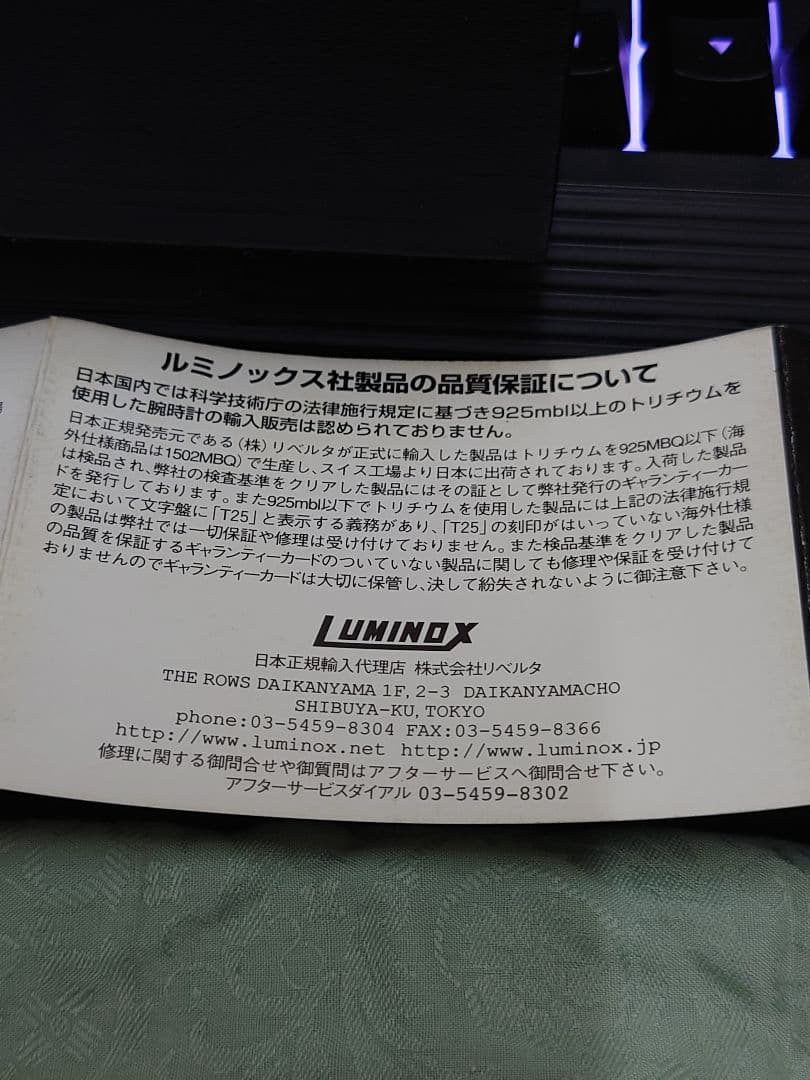 ルミノックス社製品の品質保証について
日本国内では科学技術庁の法律施行規定に基づき925mbl以上のトリチウムを
使用した腕時計の輸入販売は認められておりません。
日本正規発売元である(株)リベルタが正式に輸入した製品はトリチウムを925MBQ以下(海
外仕様商品は1502MBQ)で生産し、スイス工場より日本に出荷されております。入荷した製品
は検品され、弊社の検査基準をクリアした製品にはその証として弊社発行のギャランティーカー
ドを発行しております。また925mbl以下でトリチウムを使用した製品には上記の法律施行規
定において文字盤に「T25」と表示する義務があり、「T25」の刻印がはいっていない海外仕様
の製品は弊社では一切保証や修理は受け付けておりません。また検品基準をクリアした製品
の品質を保証するギャランティーカードのついていない製品に関しても修理や保証を受け付けて
おりませんのでギャランティーカードは大切に保管し、決して紛失されないように御注意下さい。
LUMINOX
日本正規輸入代理店 株式会社リベルタ
THE ROWS DAIKANYAMA 1F, 2-3 DAIKANYAMACHO
SHIBUYA-KU, TOKYO
phone:03-5459-8304 FAX:03-5459-8366
http://www.luminox.net http://www.luminox.jp
修理に関する御問合せや御質問はアフターサービスへ御問合せ下さい。
アフターサービスダイアル 03-5459-8302